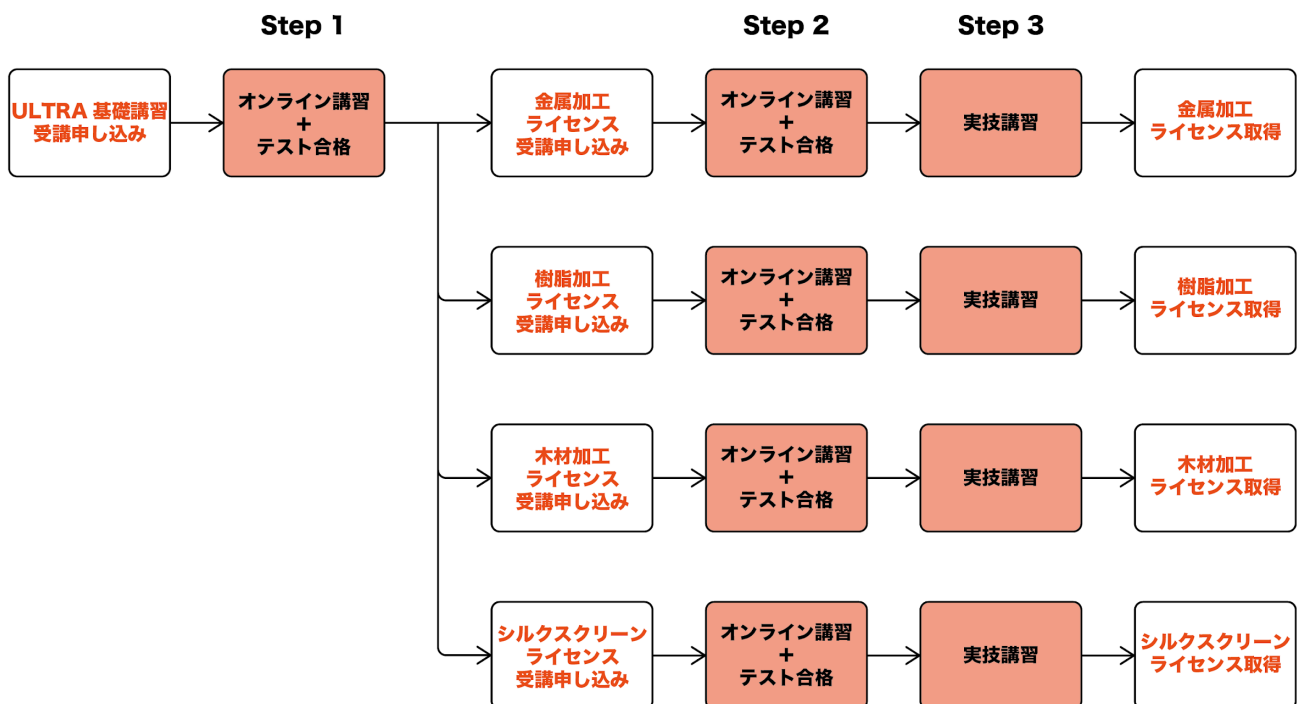 Step 1
Step 2
Step 3
ULTRA 基礎講習
受講申し込み
オンライン講習
+
テスト合格
金属加工
ライセンス
受講申し込み
オンライン講習
+
テスト合格
実技講習
金属加工
ライセンス取得
樹脂加工
ライセンス
受講申し込み
オンライン講習
+
テスト合格
実技講習
樹脂加工
ライセンス取得
木材加工
ライセンス
受講申し込み
オンライン講習
+
テスト合格
実技講習
木材加工
ライセンス取得
シルクスクリーン
ライセンス
受講申し込み
オンライン講習
+
テスト合格
実技講習
シルクスクリーン
ライセンス取得